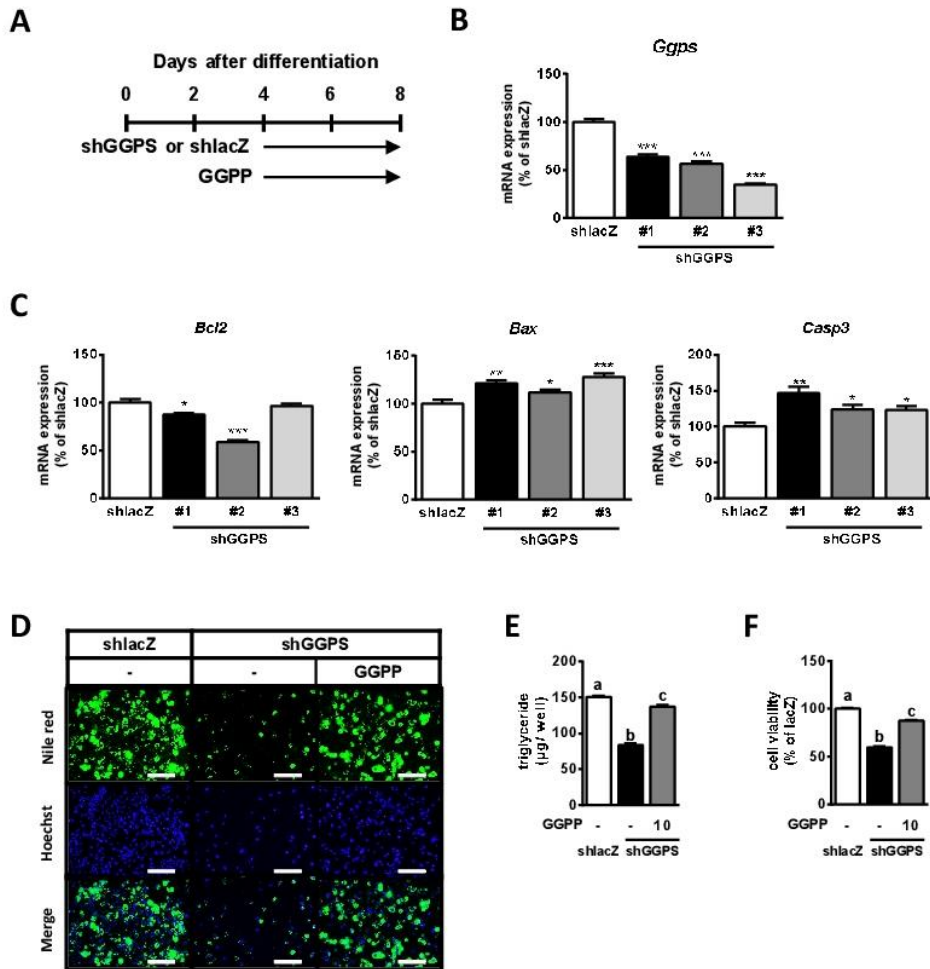 A
Days after differentiation
0 2 4 6 8
shGGPS or shlacZ
GGPP
B
Ggps
mRNA expression
(% of shlacZ)
150
100
50
0
***
***
***
shlacZ #1 #2 #3
shGGPS
C
Bcl2
mRNA expression
(% of shlacZ)
150
100
50
0
*
***
shlacZ #1 #2 #3
shGGPS
Bax
mRNA expression
(% of shlacZ)
150
100
50
0
**
*
***
shlacZ #1 #2 #3
shGGPS
Casp3
mRNA expression
(% of shlacZ)
200
150
100
50
0
**
*
*
shlacZ #1 #2 #3
shGGPS
D
shlacZ shGGPS
- - GGPP
Nile red
Hoechst
Merge
E
triglyceride
(µg/ well)
200
150
100
50
0
a
b
c
GGPP - - 10
shlacZ shGGPS
F
cell viability
(% of lacZ)
150
100
50
0
a
b
c
GGPP - - 10
shlacZ shGGPS